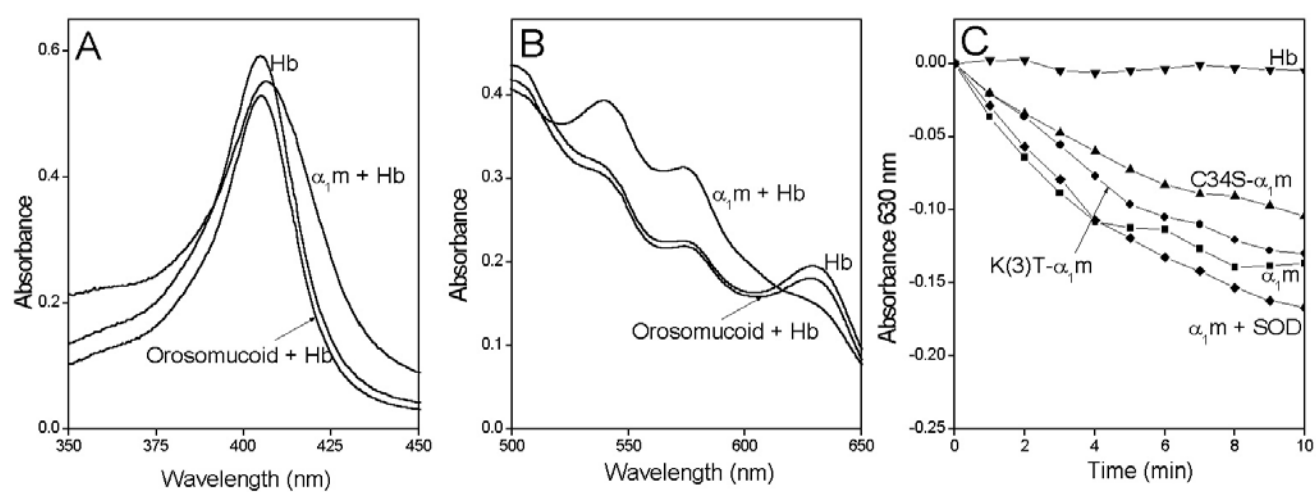 A
Absorbance
0.6
0.4
0.2
0.0
Hb
α₁m + Hb
Orosomucoid + Hb
350 375 400 425 450
Wavelength (nm)
B
Absorbance
0.4
0.3
0.2
0.1
0.0
α₁m + Hb
Hb
Orosomucoid + Hb
500 550 600 650
Wavelength (nm)
C
Absorbance 630 nm
0.00
-0.05
-0.10
-0.15
-0.20
-0.25
Hb
C34S-α₁m
K(3)T-α₁m
α₁m
α₁m + SOD
0 2 4 6 8 10
Time (min)